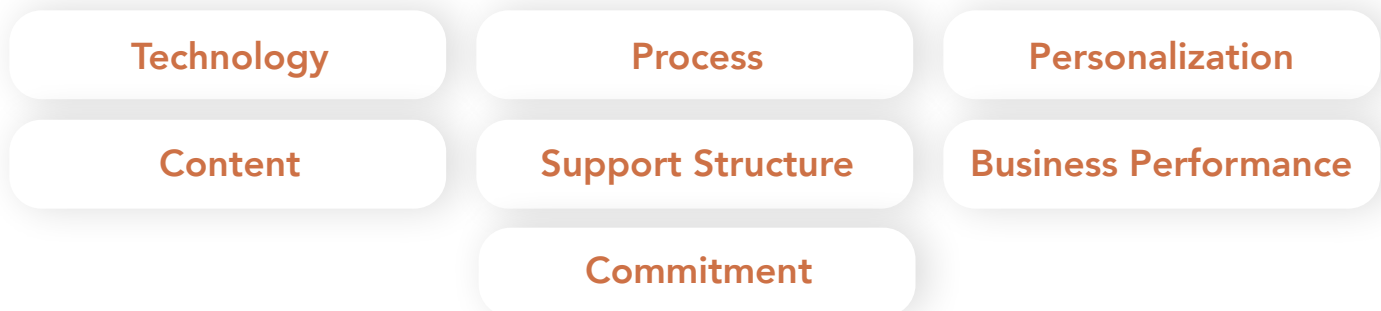 Technology
Process
Personalization
Content
Support Structure
Business Performance
Commitment